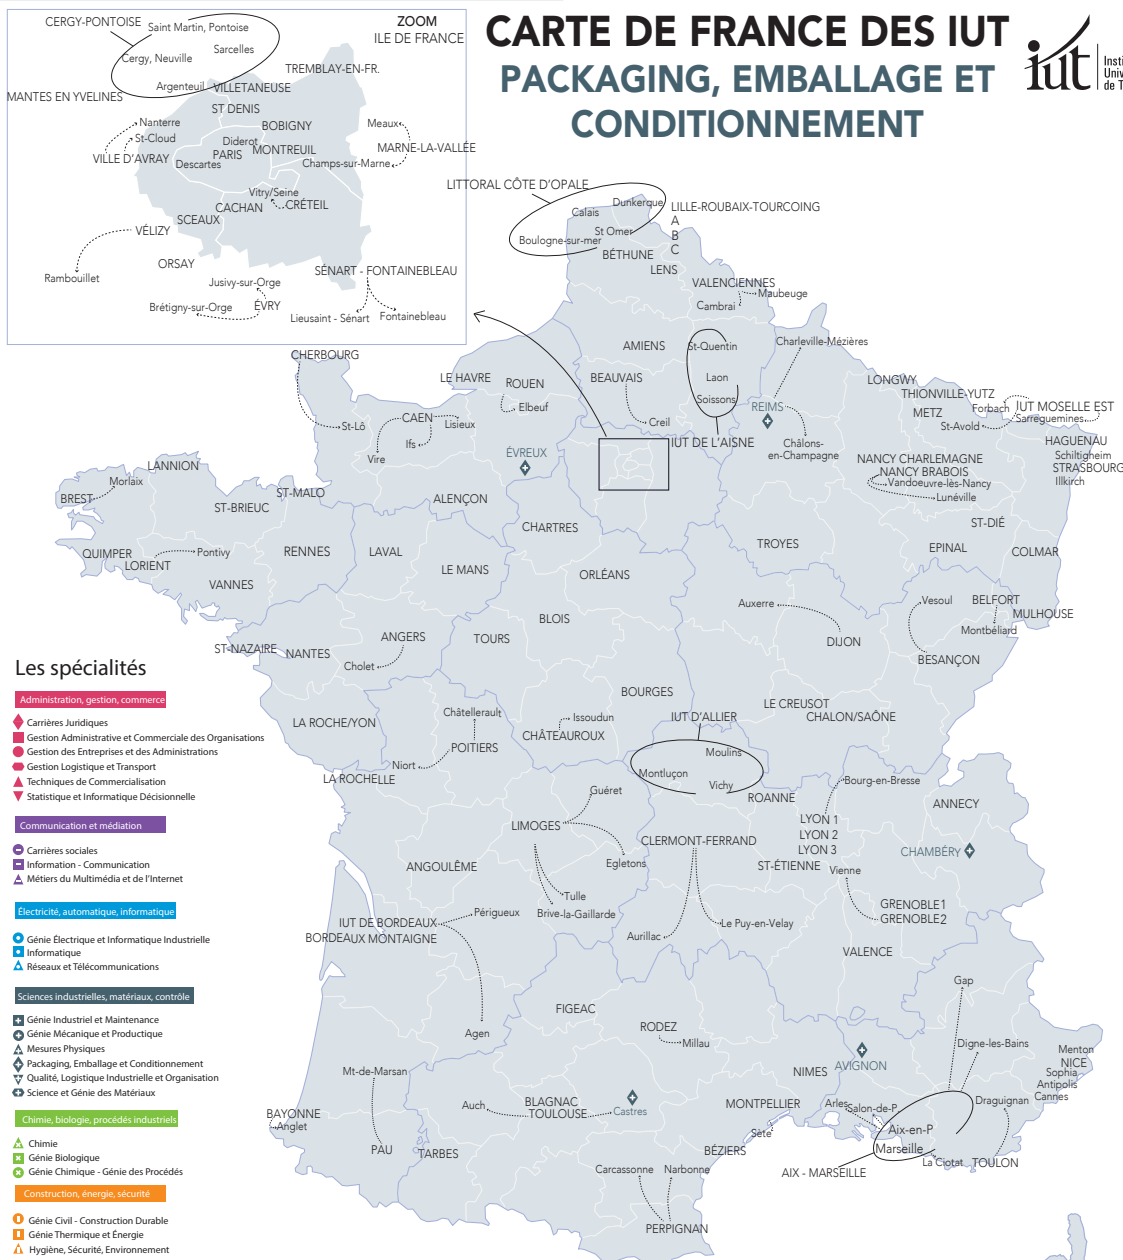 CARTE DE FRANCE DES IUT
PACKAGING, EMBALLAGE ET
CONDITIONNEMENT
iut
Insti
Univ
de T
ZOOM
ILE DE FRANCE
CERGY-PONTOISE
Saint Martin, Pontoise
Sarcelles
Cergy, Neuville
Argenteuil
TREMBLAY-EN-FR.
MANTES EN YVELINES
VILLETANEUSE
ST DENIS
Nanterre
BOBIGNY
Meaux
St-Cloud
Diderot
VILLE D'AVRAY
PARIS
MONTREUIL
MARNE-LA-VALLÉE
Descartes
Champs-sur-Marne
Vitry/Seine
CACHAN
CRÉTEIL
SCEAUX
VÉLIZY
ORSAY
Rambouillet
SÉNART - FONTAINEBLEAU
Jusivy-sur-Orge
Brétigny-sur-Orge
ÉVRY
Lieusaint - Sénart
Fontainebleau
LITTORAL CÔTE D'OPALE
Dunkerque
Calais
LILLE-ROUBAIX-TOURCOING
A
B
C
St Omer
Boulogne-sur-mer
BÉTHUNE
LENS
VALENCIENNES
Maubeuge
Cambrai
AMIENS
St-Quentin
Charleville-Mézières
CHERBOURG
LE HAVRE
ROUEN
BEAUVAIS
Laon
LONGWY
Elbeuf
Soissons
REIMS
THIONVILLE-YUTZ
METZ
Forbach
IUT MOSELLE EST
St-Avold
Sarreguemines
St-Lô
CAEN
Lisieux
Creil
Ifs
Vire
IUT DE L'AISNE
Châlons-
en-Champagne
HAGUENAU
Schiltigheim
STRASBOURG
Illkirch
ÉVREUX
NANCY CHARLEMAGNE
NANCY BRABOIS
Vandoeuvre-lès-Nancy
Lunéville
LANNION
Morlaix
BREST
ST-MALO
ALENÇON
ST-BRIEUC
CHARTRES
ST-DIÉ
QUIMPER
Pontivy
RENNES
LAVAL
TROYES
EPINAL
COLMAR
LORIENT
LE MANS
ORLÉANS
VANNES
Auxerre
Vesoul
BELFORT
MULHOUSE
BLOIS
Montbéliard
ANGERS
TOURS
DIJON
ST-NAZAIRE
NANTES
Cholet
BESANÇON
BOURGES
LE CREUSOT
CHALON/SAÔNE
LA ROCHE/YON
Châtellerault
Issoudun
IUT D'ALLIER
CHÂTEAUROUX
POITIERS
Moulins
Niort
Montluçon
Vichy
LA ROCHELLE
Guéret
Bourg-en-Bresse
ROANNE
ANNECY
LIMOGES
LYON 1
LYON 2
LYON 3
CLERMONT-FERRAND
CHAMBÉRY
ANGOULÊME
Egletons
ST-ÉTIENNE
Vienne
Tulle
Brive-la-Gaillarde
Périgueux
IUT DE BORDEAUX
BORDEAUX MONTAIGNE
GRENOBLE1
GRENOBLE2
Le Puy-en-Velay
Aurillac
VALENCE
Gap
FIGEAC
Agen
RODEZ
Millau
Digne-les-Bains
Menton
NICE
Sophia
Antipolis
Cannes
Mt-de-Marsan
NIMES
AVIGNON
Auch
BLAGNAC
TOULOUSE
Castres
MONTPELLIER
Arles
Salon-de-P.
Draguignan
BAYONNE
Anglet
Sète
Aix-en-P
Marseille
PAU
TARBES
BÉZIERS
La Ciotat
TOULON
Carcassonne
Narbonne
AIX - MARSEILLE
PERPIGNAN
Les spécialités
Administration, gestion, commerce
Carrières Juridiques
Gestion Administrative et Commerciale des Organisations
Gestion des Entreprises et des Administrations
Gestion Logistique et Transport
Techniques de Commercialisation
Statistique et Informatique Décisionnelle
Communication et médiation
Carrières sociales
Information - Communication
Métiers du Multimédia et de l'Internet
Électricité, automatique, informatique
Génie Électrique et Informatique Industrielle
Informatique
Réseaux et Télécommunications
Sciences industrielles, matériaux, contrôle
Génie Industriel et Maintenance
Génie Mécanique et Productique
Mesures Physiques
Packaging, Emballage et Conditionnement
Qualité, Logistique Industrielle et Organisation
Science et Génie des Matériaux
Chimie, biologie, procédés industriels
Chimie
Génie Biologique
Génie Chimique - Génie des Procédés
Construction, énergie, sécurité
Génie Civil - Construction Durable
Génie Thermique et Énergie
Hygiène, Sécurité, Environnement